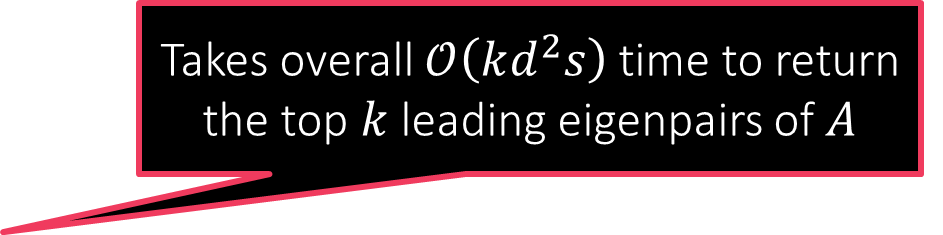 Takes overall 𝒪(𝑘𝑑²𝑠) time to return
the top 𝑘 leading eigenpairs of 𝐴